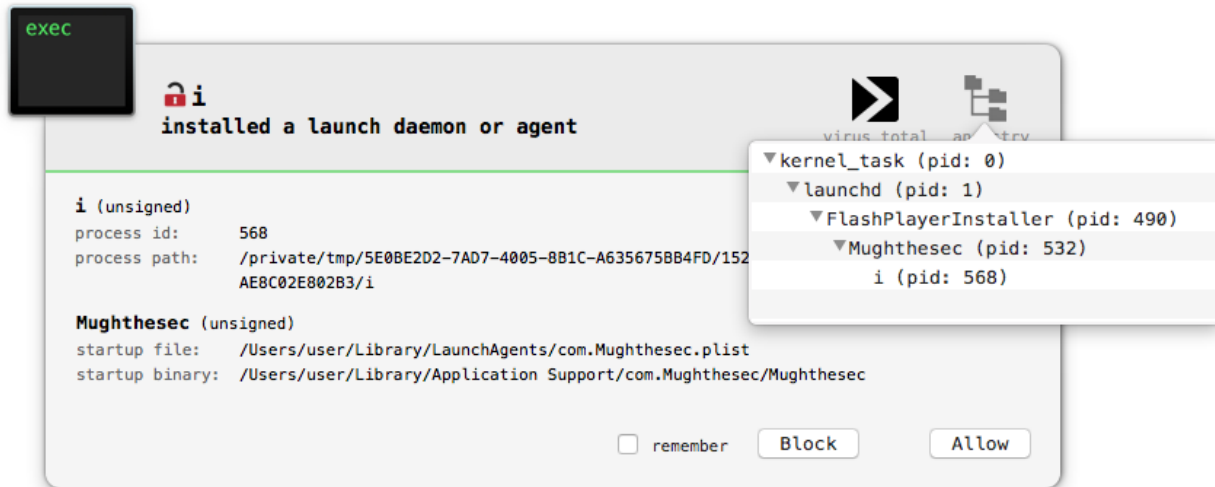 exec
i
installed a launch daemon or agent
virus total
kernel_task (pid: 0)
launchd (pid: 1)
FlashPlayerInstaller (pid: 490)
Mughthesec (pid: 532)
i (pid: 568)
i (unsigned)
process id: 568
process path: /private/tmp/5E0BE2D2-7AD7-4005-8B1C-A635675BB4FD/152
AE8C02E802B3/i
Mughthesec (unsigned)
startup file: /Users/user/Library/LaunchAgents/com.Mughthesec.plist
startup binary: /Users/user/Library/Application Support/com.Mughthesec/Mughthesec
remember
Block
Allow